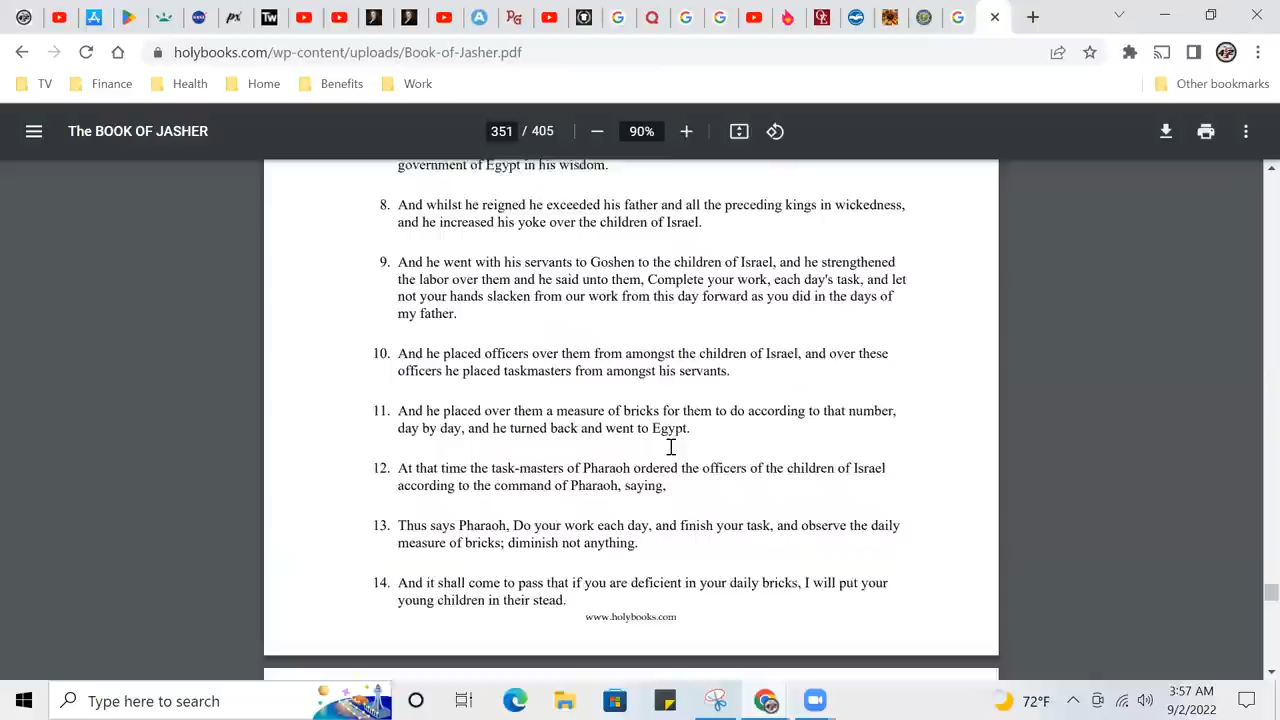 holybooks.com/wp-content/uploads/Book-of-Jasher.pdf
TV Finance Health Home Benefits Work Other bookmarks
The BOOK OF JASHER 351 / 405 90%
government of Egypt in his wisdom.
8. And whilst he reigned he exceeded his father and all the preceding kings in wickedness,
and he increased his yoke over the children of Israel.
9. And he went with his servants to Goshen to the children of Israel, and he strengthened
the labor over them and he said unto them, Complete your work, each day's task, and let
not your hands slacken from our work from this day forward as you did in the days of
my father.
10. And he placed officers over them from amongst the children of Israel, and over these
officers he placed taskmasters from amongst his servants.
11. And he placed over them a measure of bricks for them to do according to that number,
day by day, and he turned back and went to Egypt.
12. At that time the task-masters of Pharaoh ordered the officers of the children of Israel
according to the command of Pharaoh, saying,
13. Thus says Pharaoh, Do your work each day, and finish your task, and observe the daily
measure of bricks; diminish not anything.
14. And it shall come to pass that if you are deficient in your daily bricks, I will put your
young children in their stead.
www.holybooks.com
Type here to search 72°F 3:57 AM
9/2/2022